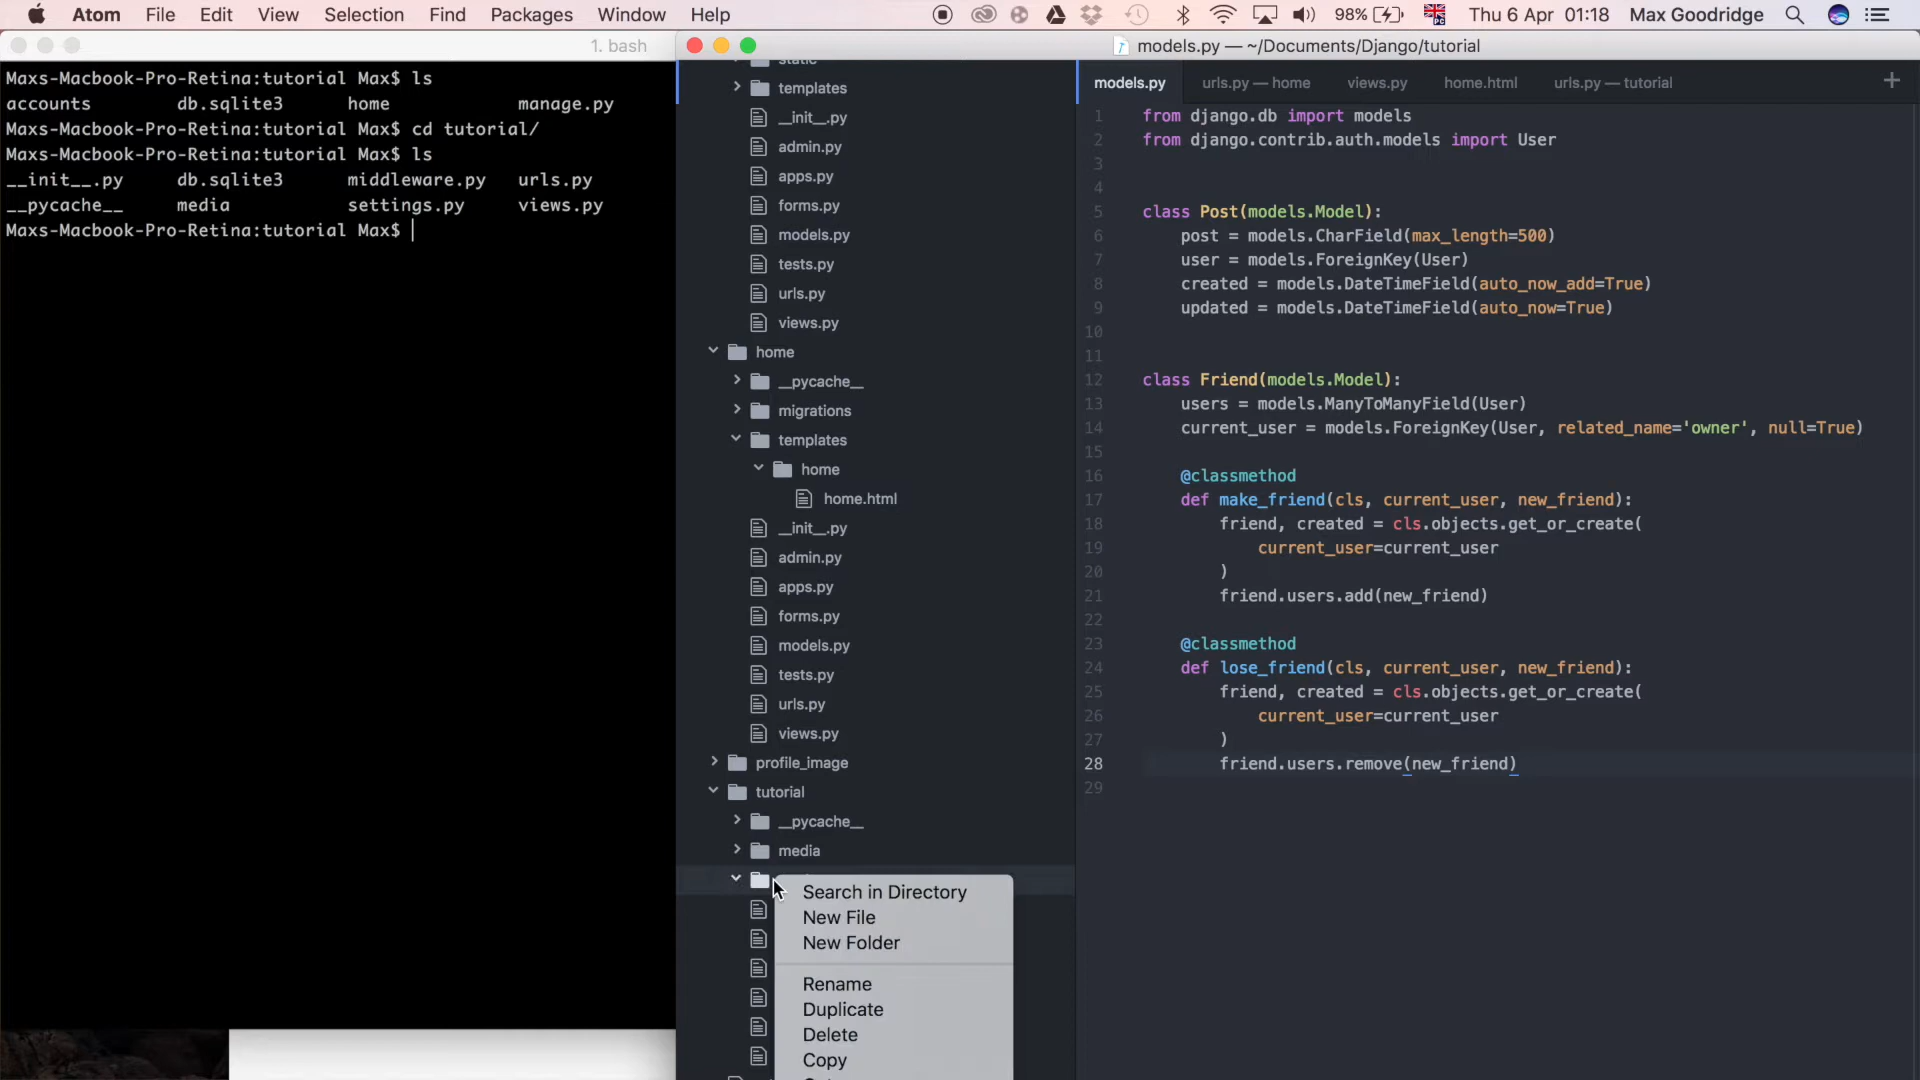 Atom File Edit View Selection Find Packages Window Help 98% Thu 6 Apr 01:18 Max Goodridge
1. bash
Maxs-Macbook-Pro-Retina:tutorial Max$ ls
accounts db.sqlite3 home manage.py
Maxs-Macbook-Pro-Retina:tutorial Max$ cd tutorial/
Maxs-Macbook-Pro-Retina:tutorial Max$ ls
__init__.py db.sqlite3 middleware.py urls.py
__pycache__ media settings.py views.py
Maxs-Macbook-Pro-Retina:tutorial Max$
models.py — ~/Documents/Django/tutorial
static
templates
__init__.py
admin.py
apps.py
forms.py
models.py
tests.py
urls.py
views.py
home
__pycache__
migrations
templates
home
home.html
__init__.py
admin.py
apps.py
forms.py
models.py
tests.py
urls.py
views.py
profile_image
tutorial
__pycache__
media
Search in Directory
New File
New Folder
Rename
Duplicate
Delete
Copy
models.py urls.py — home views.py home.html urls.py — tutorial
1 from django.db import models
2 from django.contrib.auth.models import User
3
4
5 class Post(models.Model):
6 post = models.CharField(max_length=500)
7 user = models.ForeignKey(User)
8 created = models.DateTimeField(auto_now_add=True)
9 updated = models.DateTimeField(auto_now=True)
10
11
12 class Friend(models.Model):
13 users = models.ManyToManyField(User)
14 current_user = models.ForeignKey(User, related_name='owner', null=True)
15
16 @classmethod
17 def make_friend(cls, current_user, new_friend):
18 friend, created = cls.objects.get_or_create(
19 current_user=current_user
20 )
21 friend.users.add(new_friend)
22
23 @classmethod
24 def lose_friend(cls, current_user, new_friend):
25 friend, created = cls.objects.get_or_create(
26 current_user=current_user
27 )
28 friend.users.remove(new_friend)
29